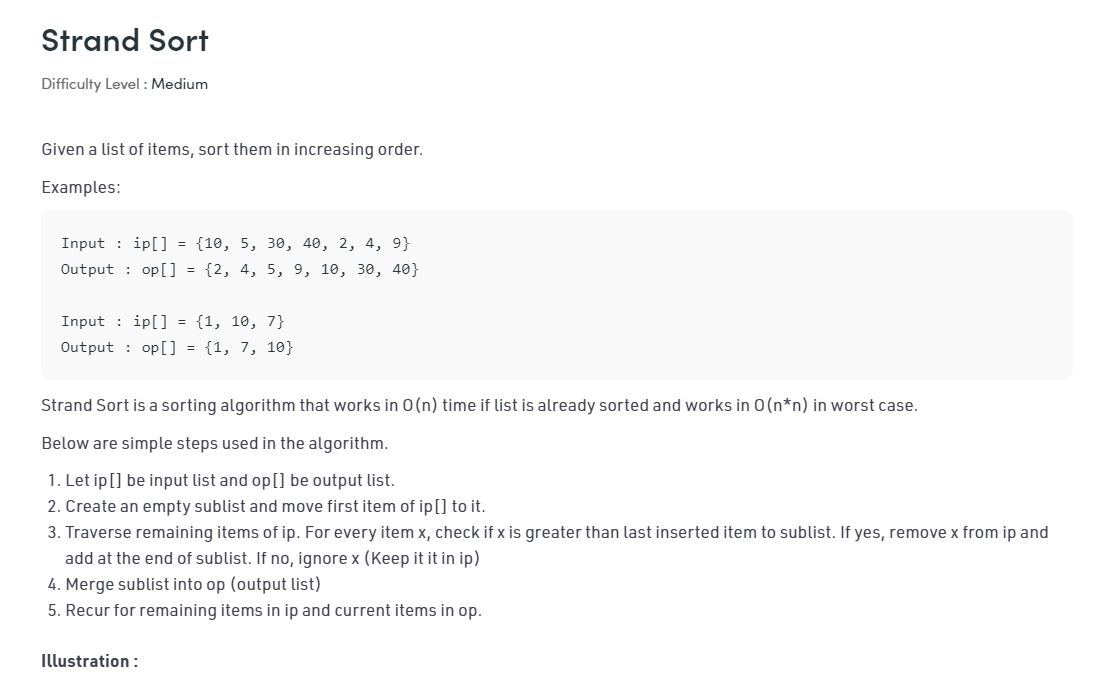 Strand Sort
Difficulty Level : Medium
Given a list of items, sort them in increasing order.
Examples:
Input : ip[] = {10, 5, 30, 40, 2, 4, 9}
Output : op[] = {2, 4, 5, 9, 10, 30, 40}
Input : ip[] = {1, 10, 7}
Output : op[] = {1, 7, 10}
Strand Sort is a sorting algorithm that works in O(n) time if list is already sorted and works in O(n*n) in worst case.
Below are simple steps used in the algorithm.
1. Let ip[] be input list and op[] be output list.
2. Create an empty sublist and move first item of ip[] to it.
3. Traverse remaining items of ip. For every item x, check if x is greater than last inserted item to sublist. If yes, remove x from ip and
add at the end of sublist. If no, ignore x (Keep it it in ip)
4. Merge sublist into op (output list)
5. Recur for remaining items in ip and current items in op.
Illustration :